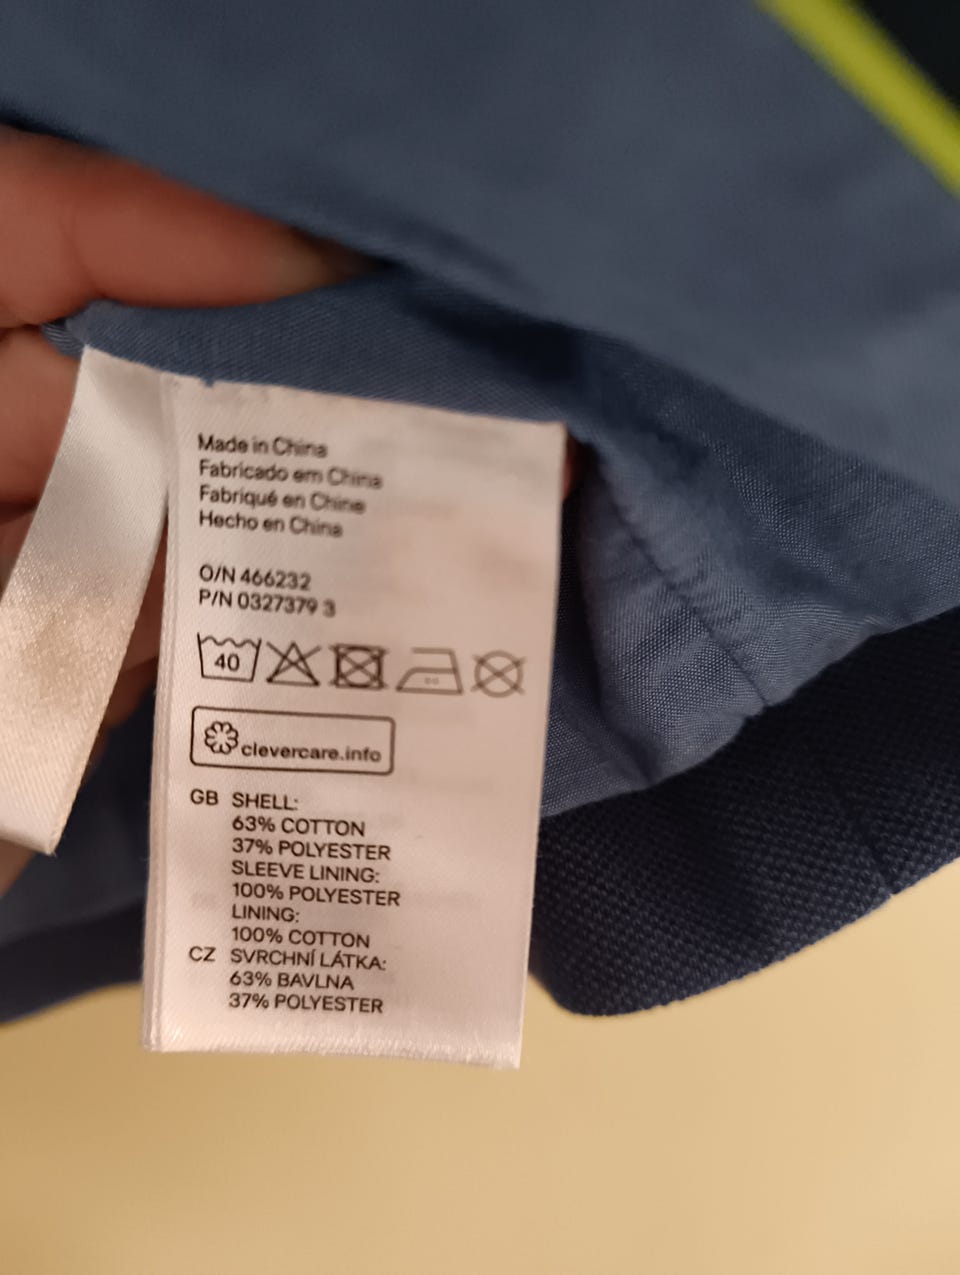 Made in China
Fabricado em China
Fabriqué en Chine
Hecho en China
O/N 466232
P/N 0327379 3
40
clevercare.info
GB SHELL:
63% COTTON
37% POLYESTER
SLEEVE LINING:
100% POLYESTER
LINING:
100% COTTON
CZ SVRCHNÍ LÁTKA:
63% BAVLNA
37% POLYESTER